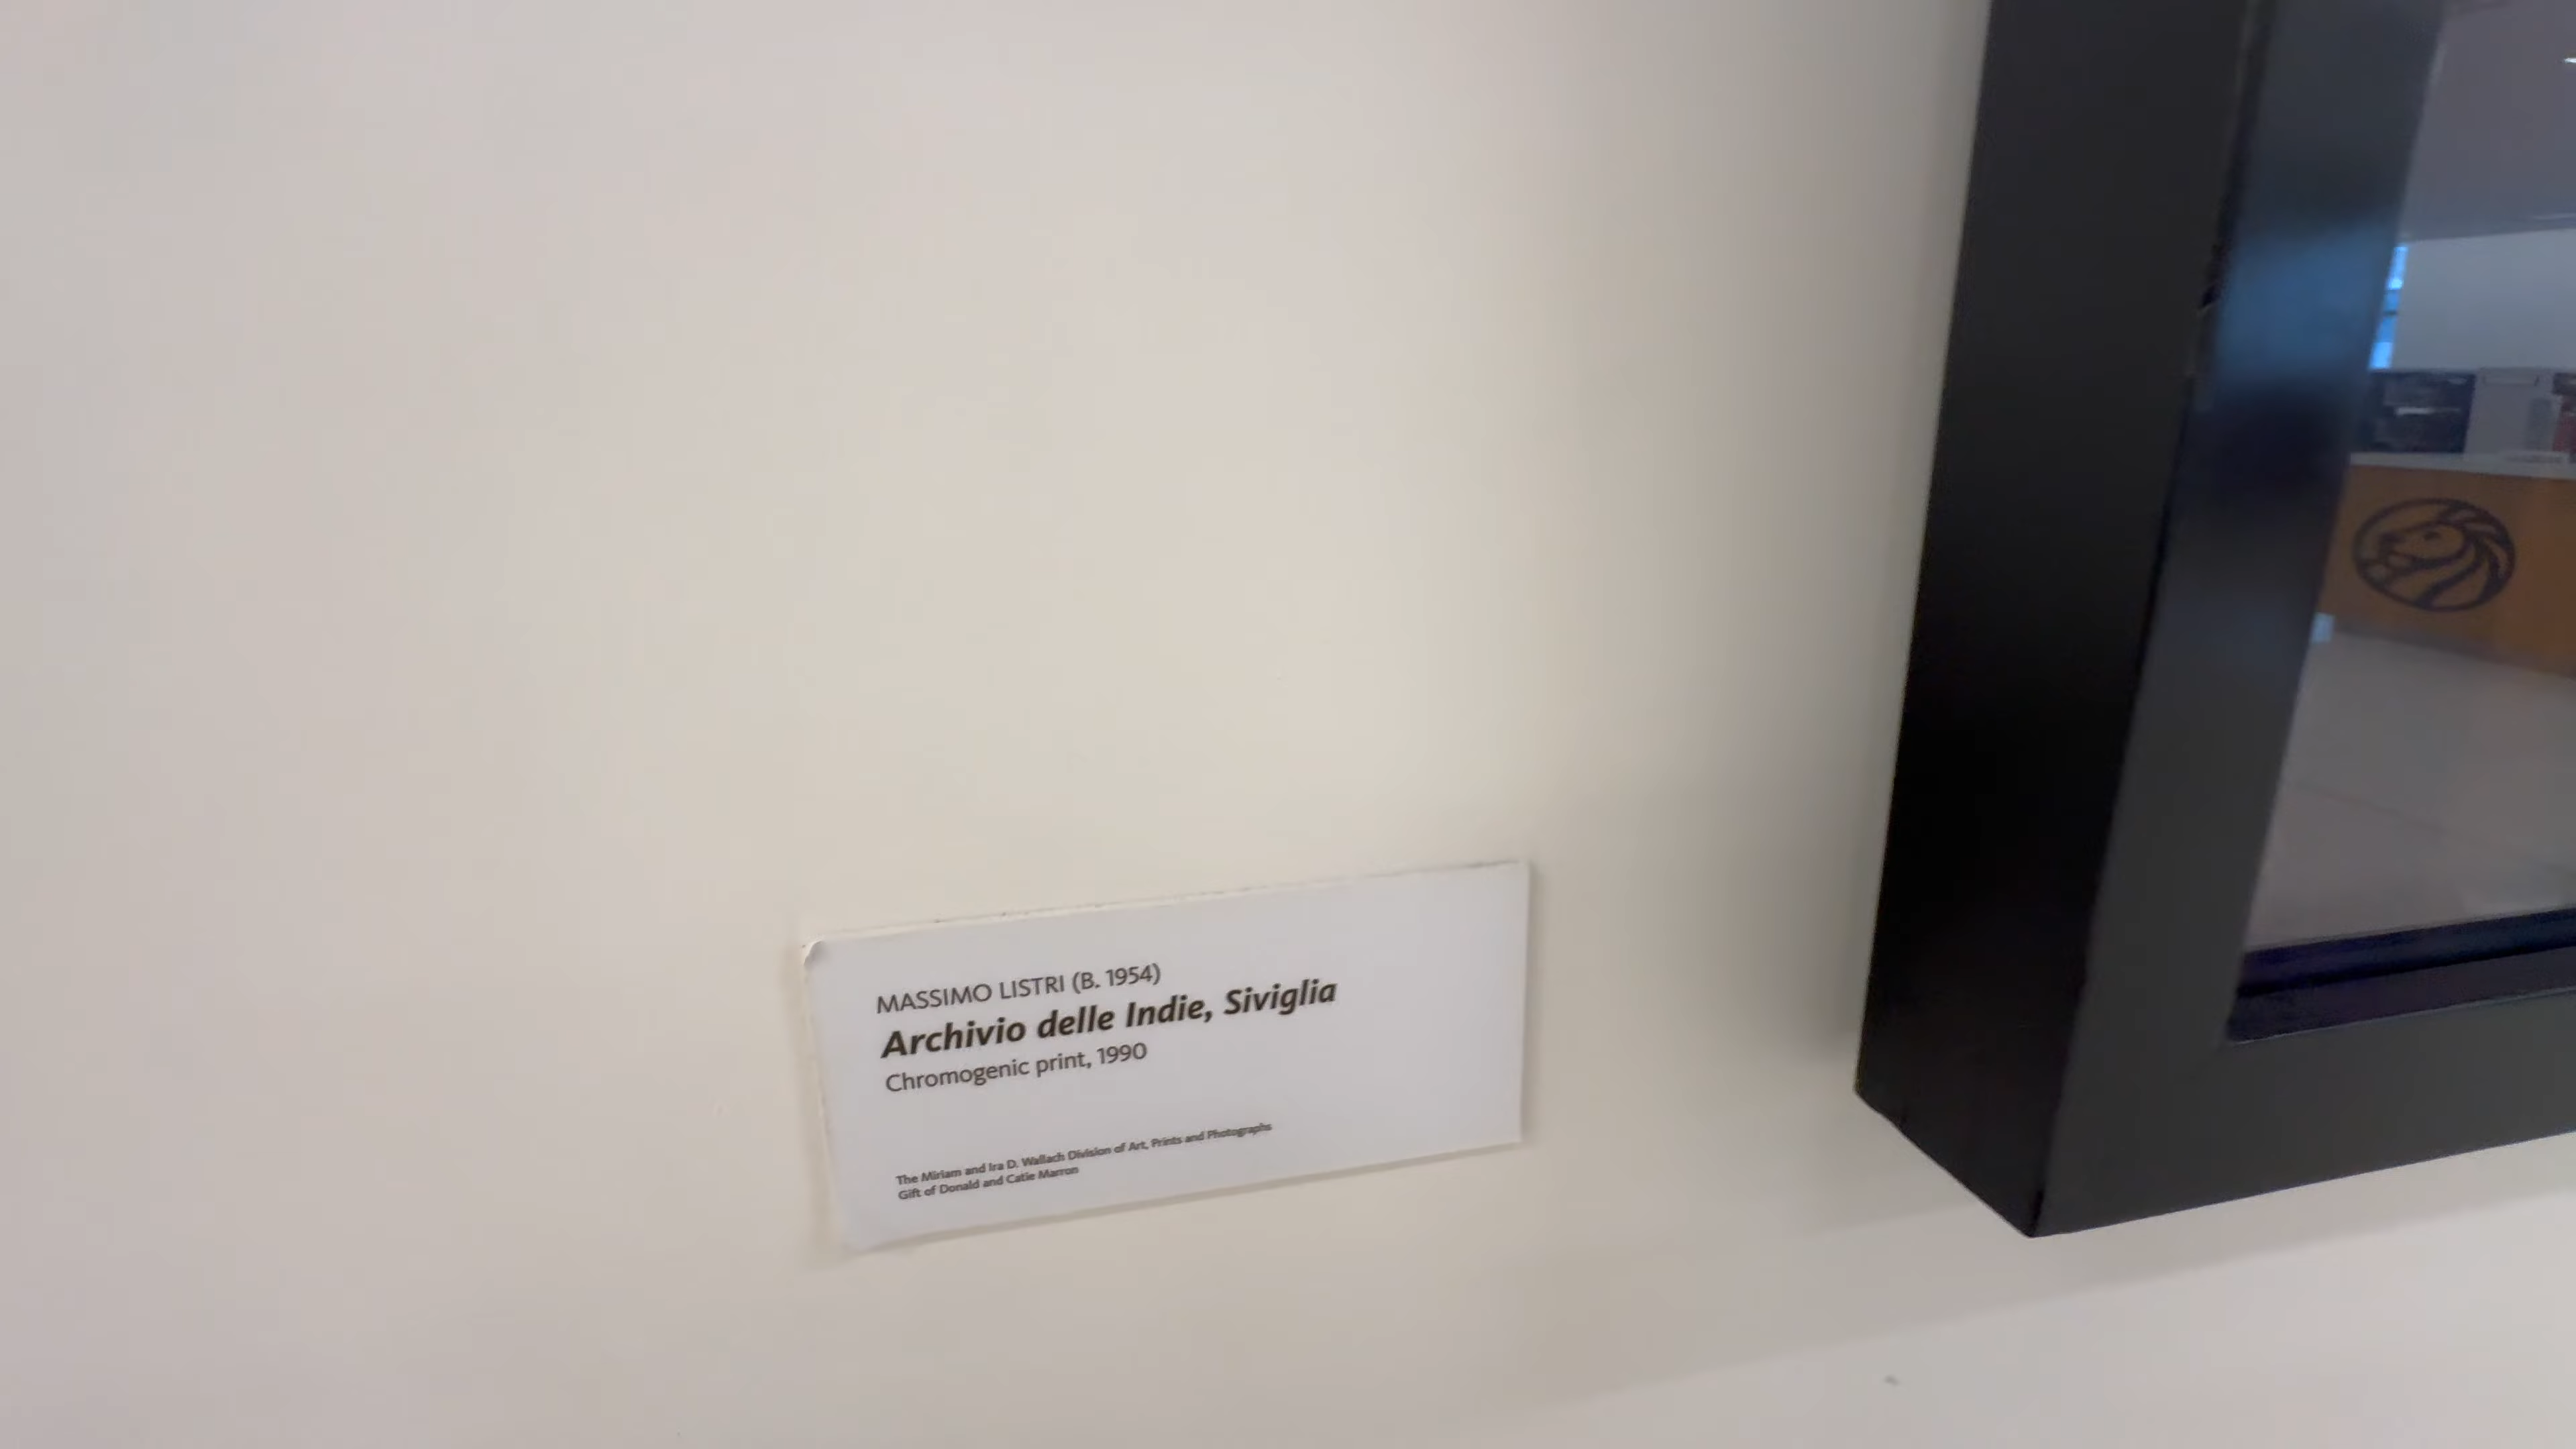 MASSIMO LISTRI (B. 1954)
Archivio delle Indie, Siviglia
Chromogenic print, 1990
The Miriam and Ira D. Wallach Division of Art, Prints and Photographs
Gift of Donald and Catie Marron